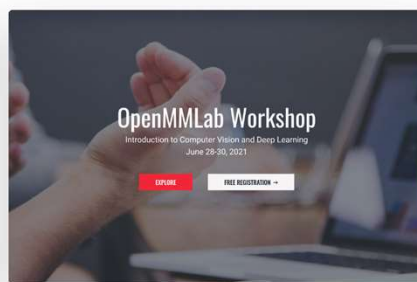 OpenMMLab Workshop
Introduction to Computer Vision and Deep Learning
June 28-30, 2021
EXPLORE
FREE REGISTRATION →